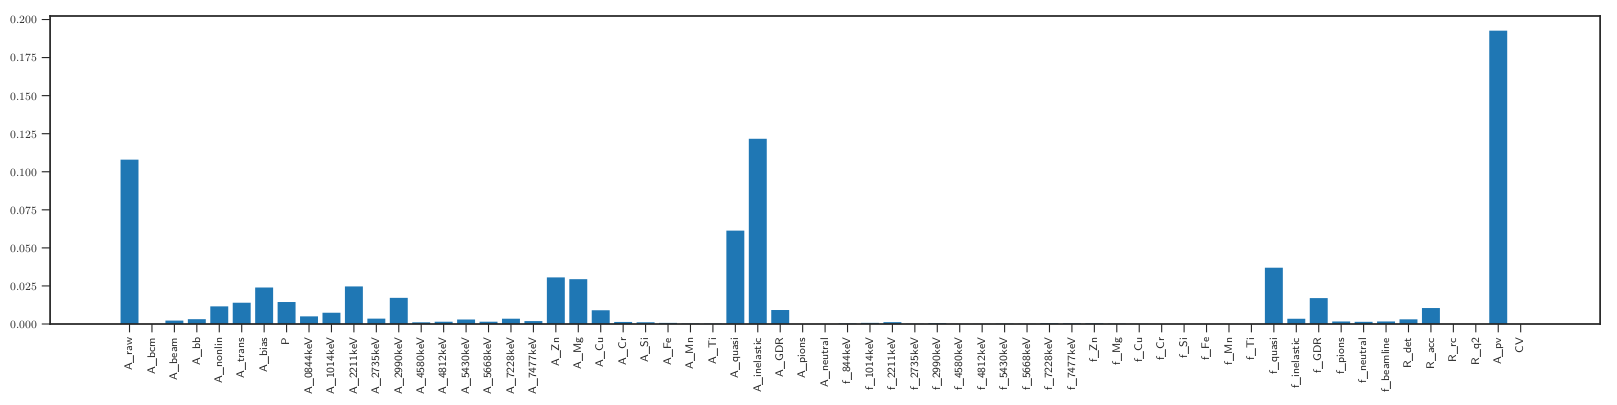 0.200
0.175
0.150
0.125
0.100
0.075
0.050
0.025
0.000
A_raw
A_bcm
A_beam
A_bb
A_nonlin
A_trans
A_bias
P
A_0844keV
A_1014keV
A_2211keV
A_2735keV
A_2990keV
A_4580keV
A_4812keV
A_5430keV
A_5668keV
A_7228keV
A_7477keV
A_Zn
A_Mg
A_Cu
A_Cr
A_Si
A_Fe
A_Mn
A_Ti
A_quasi
A_inelastic
A_GDR
A_pions
A_neutral
f_844keV
f_1014keV
f_2211keV
f_2735keV
f_2990keV
f_4580keV
f_4812keV
f_5430keV
f_5668keV
f_7228keV
f_7477keV
f_Zn
f_Mg
f_Cu
f_Cr
f_Si
f_Fe
f_Mn
f_Ti
f_quasi
f_inelastic
f_GDR
f_pions
f_neutral
f_beamline
R_det
R_acc
R_rc
R_q2
A_pv
CV